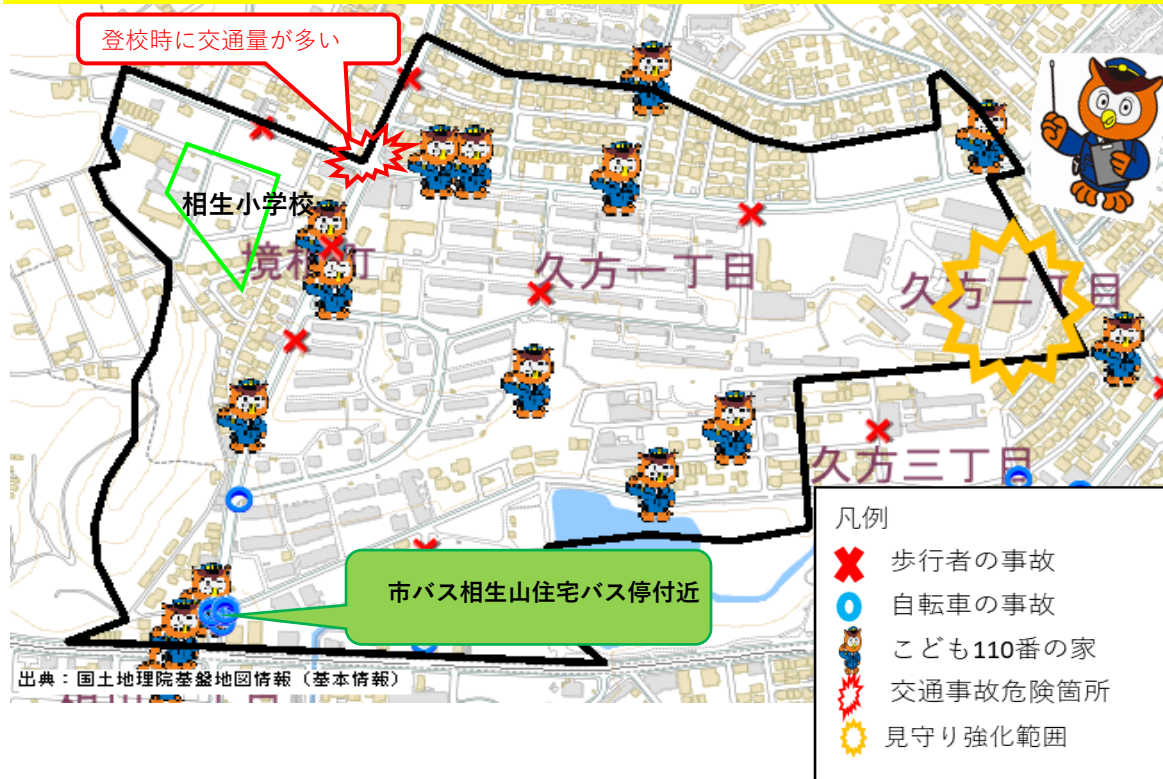 登校時に交通量が多い
相生小学校
境松町
久方一丁目
久方二丁目
久方三丁目
市バス相生山住宅バス停付近
出典：国土地理院基盤地図情報（基本情報）
凡例
歩行者の事故
自転車の事故
こども110番の家
交通事故危険箇所
見守り強化範囲